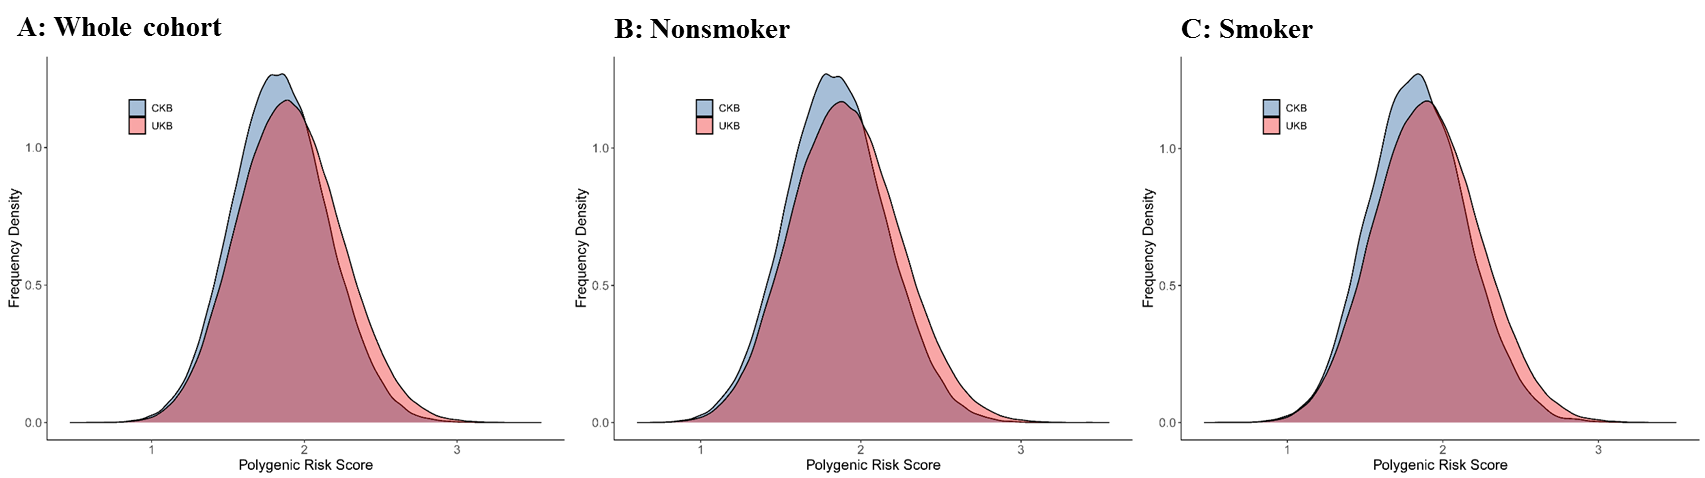 A: Whole cohort
CKB
UKB
1.0
0.5
0.0
Frequency Density
1 2 3
Polygenic Risk Score
B: Nonsmoker
CKB
UKB
1.0
0.5
0.0
Frequency Density
1 2 3
Polygenic Risk Score
C: Smoker
CKB
UKB
1.0
0.5
0.0
Frequency Density
1 2 3
Polygenic Risk Score